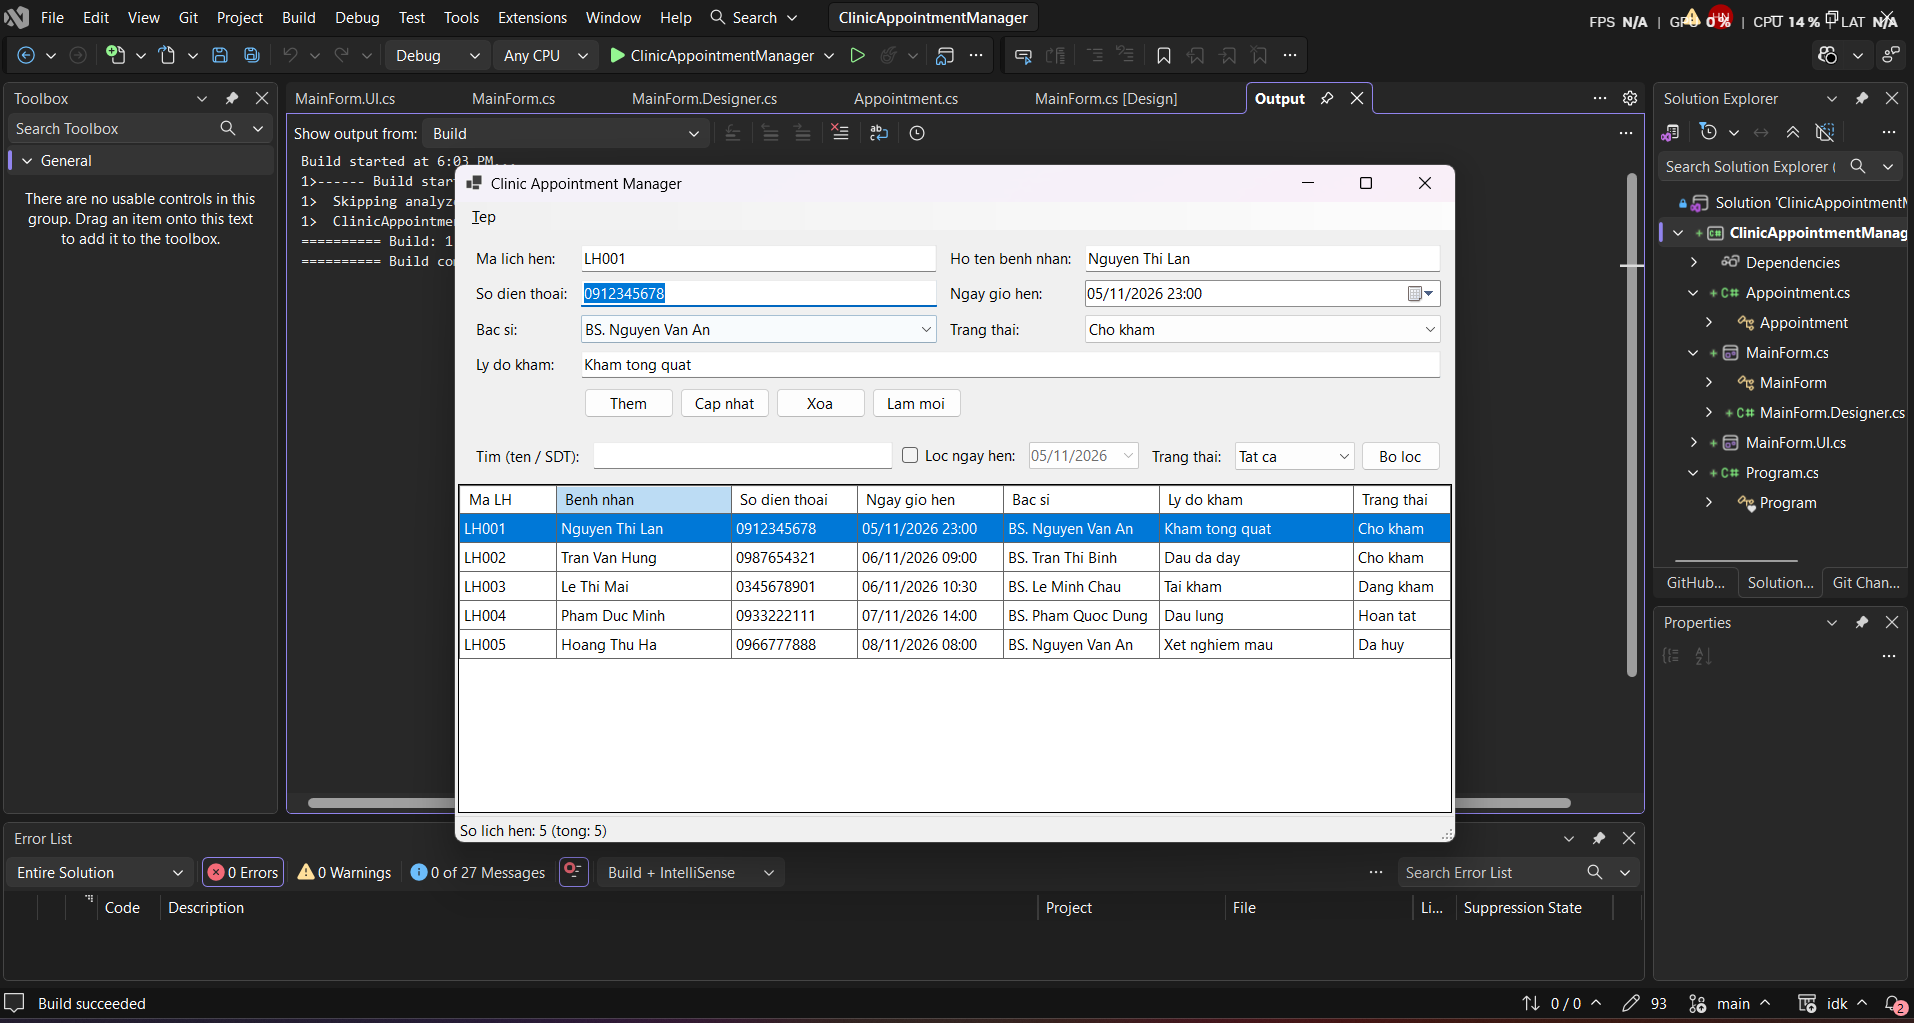 File Edit View Git Project Build Debug Test Tools Extensions Window Help Search ClinicAppointmentManager
FPS N/A | GPU 0% | CPU 14% LAT N/A
Debug Any CPU ClinicAppointmentManager
Toolbox
Search Toolbox
General
There are no usable controls in this
group. Drag an item onto this text
to add it to the toolbox.
MainForm.UI.cs MainForm.cs MainForm.Designer.cs Appointment.cs MainForm.cs [Design] Output
Show output from: Build
Build started at 6:03 PM...
1>------ Build star
1> Skipping analyz
1> ClinicAppointme
========== Build: 1
========== Build co
Clinic Appointment Manager
Tep
Ma lich hen: LH001 Ho ten benh nhan: Nguyen Thi Lan
So dien thoai: 0912345678 Ngay gio hen: 05/11/2026 23:00
Bac si: BS. Nguyen Van An Trang thai: Cho kham
Ly do kham: Kham tong quat
Them Cap nhat Xoa Lam moi
Tim (ten / SDT): Loc ngay hen: 05/11/2026 Trang thai: Tat ca Bo loc
Ma LH Benh nhan So dien thoai Ngay gio hen Bac si Ly do kham Trang thai
LH001 Nguyen Thi Lan 0912345678 05/11/2026 23:00 BS. Nguyen Van An Kham tong quat Cho kham
LH002 Tran Van Hung 0987654321 06/11/2026 09:00 BS. Tran Thi Binh Dau da day Cho kham
LH003 Le Thi Mai 0345678901 06/11/2026 10:30 BS. Le Minh Chau Tai kham Dang kham
LH004 Pham Duc Minh 0933222111 07/11/2026 14:00 BS. Pham Quoc Dung Dau lung Hoan tat
LH005 Hoang Thu Ha 0966777888 08/11/2026 08:00 BS. Nguyen Van An Xet nghiem mau Da huy
So lich hen: 5 (tong: 5)
Solution Explorer
Search Solution Explorer (
Solution 'ClinicAppointmentM
ClinicAppointmentManag
Dependencies
C# Appointment.cs
Appointment
MainForm.cs
MainForm
C# MainForm.Designer.cs
MainForm.UI.cs
C# Program.cs
Program
GitHub... Solution... Git Chan...
Properties
Error List
Entire Solution 0 Errors 0 Warnings 0 of 27 Messages Build + IntelliSense Search Error List
Code Description Project File Li... Suppression State
Build succeeded 0 / 0 93 main idk 2